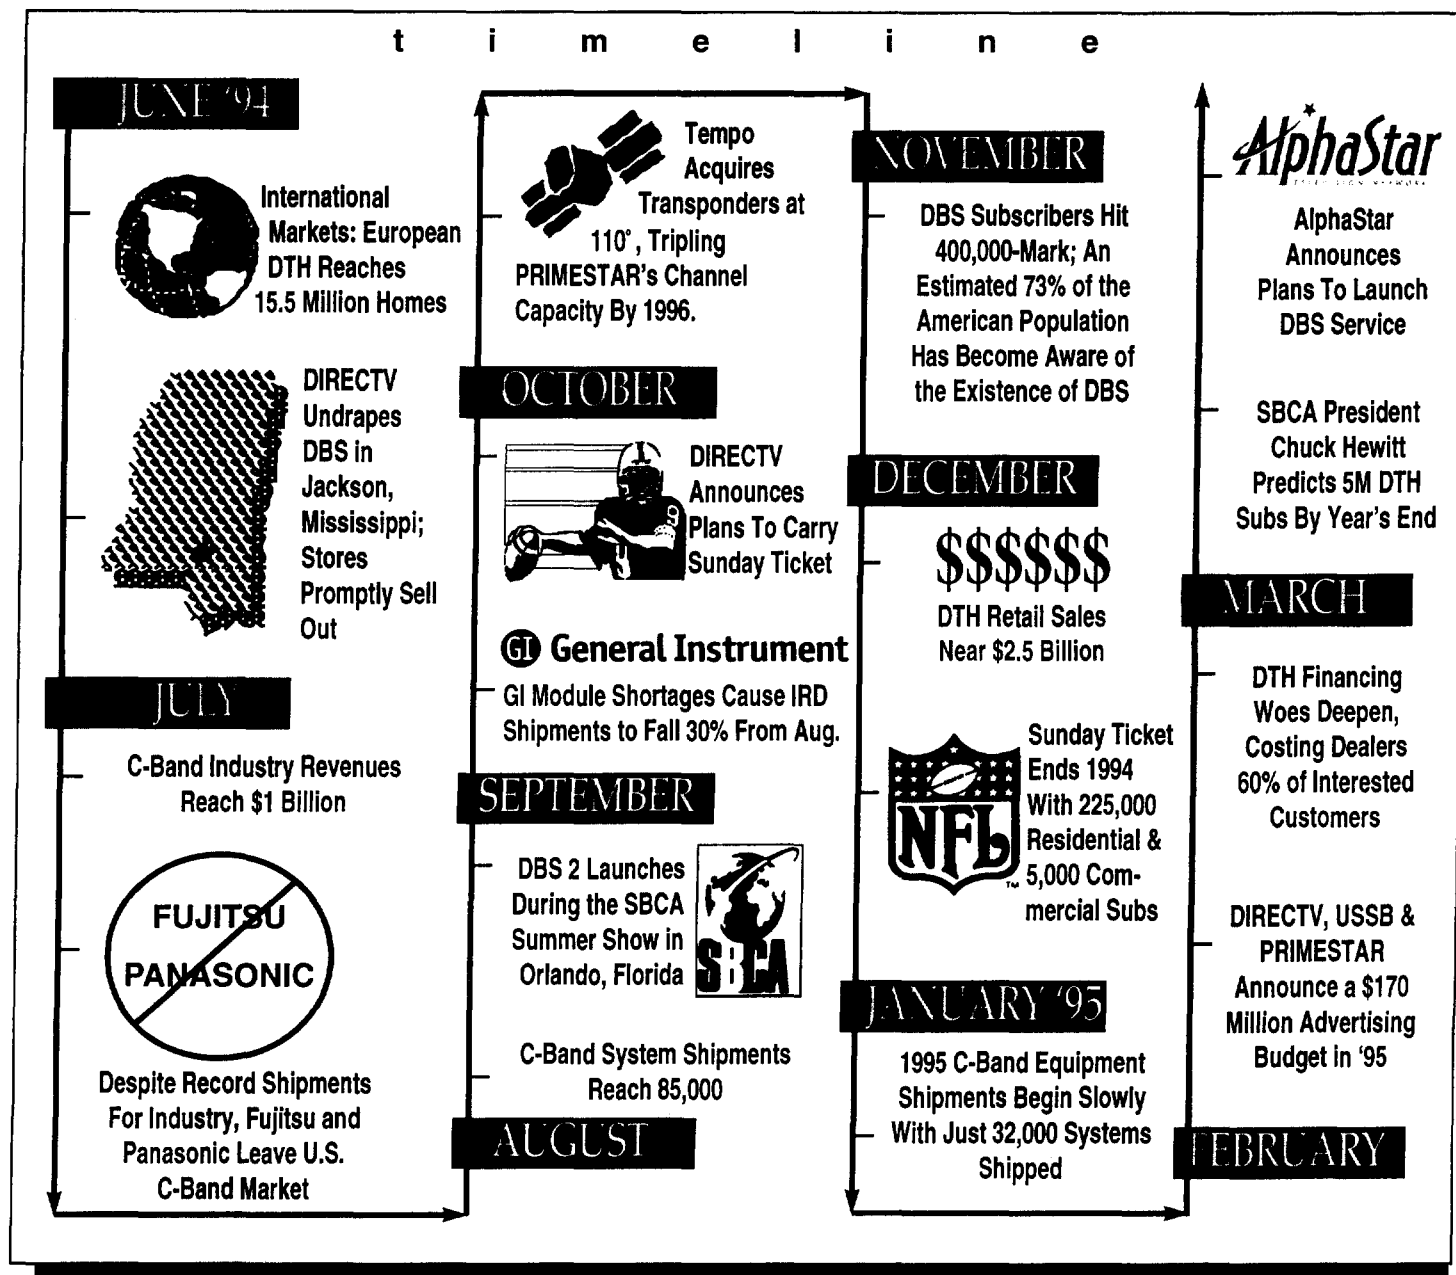 t i m e l i n e
JUNE '94
International
Markets: European
DTH Reaches
15.5 Million Homes
DIRECTV
Undrapes
DBS in
Jackson,
Mississippi;
Stores
Promptly Sell
Out
JULY
C-Band Industry Revenues
Reach $1 Billion
FUJITSU
PANASONIC
Despite Record Shipments
For Industry, Fujitsu and
Panasonic Leave U.S.
C-Band Market
AUGUST
C-Band System Shipments
Reach 85,000
DBS 2 Launches
During the SBCA
Summer Show in
Orlando, Florida
SBCA
SEPTEMBER
GI Module Shortages Cause IRD
Shipments to Fall 30% From Aug.
GI General Instrument
DIRECTV
Announces
Plans To Carry
Sunday Ticket
OCTOBER
Tempo
Acquires
Transponders at
110°, Tripling
PRIMESTAR's Channel
Capacity By 1996.
NOVEMBER
DBS Subscribers Hit
400,000-Mark; An
Estimated 73% of the
American Population
Has Become Aware of
the Existence of DBS
DECEMBER
$$$$$$
DTH Retail Sales
Near $2.5 Billion
NFL
TM
Sunday Ticket
Ends 1994
With 225,000
Residential &
5,000 Com-
mercial Subs
JANUARY '95
1995 C-Band Equipment
Shipments Begin Slowly
With Just 32,000 Systems
Shipped
FEBRUARY
DIRECTV, USSB &
PRIMESTAR
Announce a $170
Million Advertising
Budget in '95
DTH Financing
Woes Deepen,
Costing Dealers
60% of Interested
Customers
MARCH
SBCA President
Chuck Hewitt
Predicts 5M DTH
Subs By Year's End
AlphaStar
TELEVISION NETWORK
AlphaStar
Announces
Plans To Launch
DBS Service